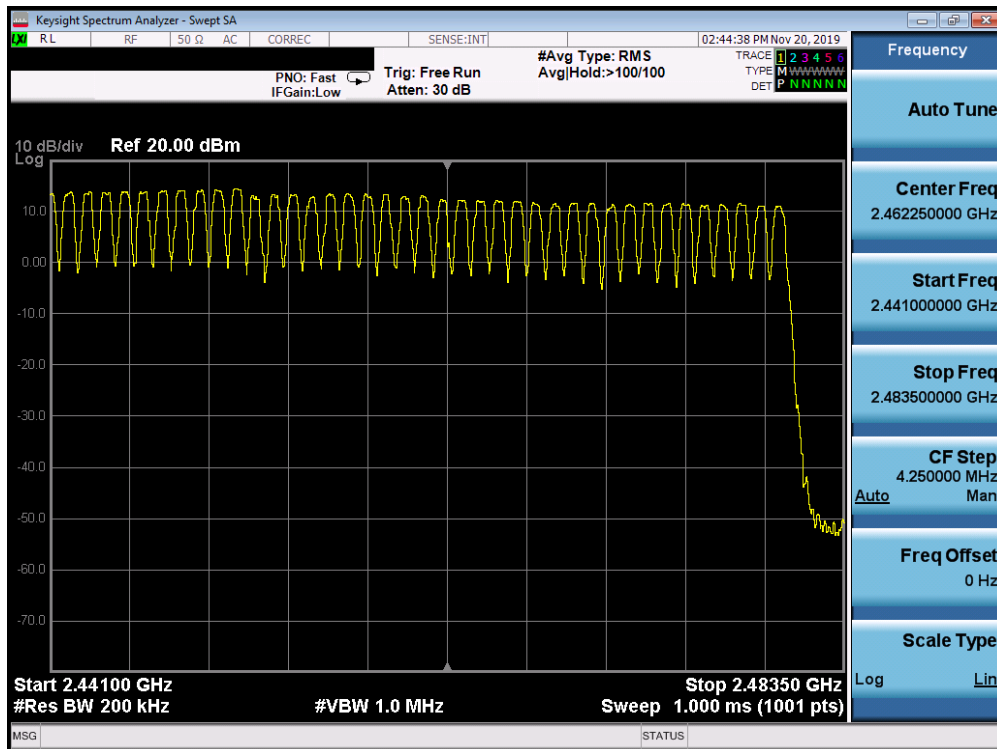 Keysight Spectrum Analyzer - Swept SA
LXI RL RF 50 Ω AC CORREC SENSE:INT 02:44:38 PM Nov 20, 2019
#Avg Type: RMS TRACE 1 2 3 4 5 6
PNO: Fast Trig: Free Run Avg|Hold:>100/100 TYPE M WWWWW
IFGain:Low Atten: 30 dB DET P N N N N N
10 dB/div Ref 20.00 dBm
Log
10.0
0.00
-10.0
-20.0
-30.0
-40.0
-50.0
-60.0
-70.0
Start 2.44100 GHz Stop 2.48350 GHz
#Res BW 200 kHz #VBW 1.0 MHz Sweep 1.000 ms (1001 pts)
MSG STATUS
Frequency
Auto Tune
Center Freq
2.462250000 GHz
Start Freq
2.441000000 GHz
Stop Freq
2.483500000 GHz
CF Step
4.250000 MHz
Auto Man
Freq Offset
0 Hz
Scale Type
Log Lin